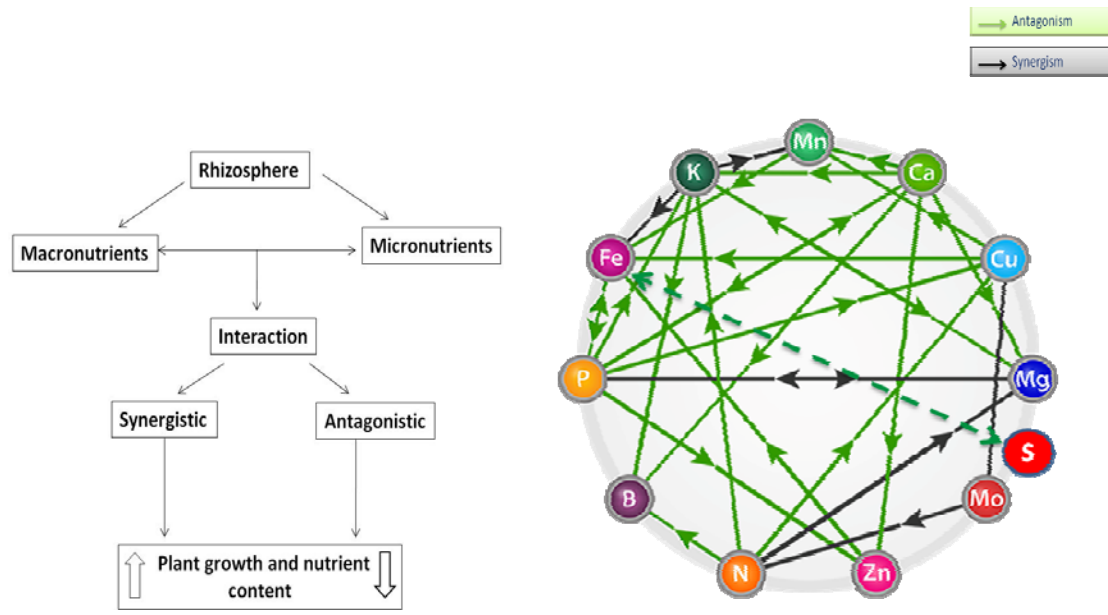 Antagonism
Synergism
Rhizosphere
Macronutrients
Micronutrients
Interaction
Synergistic
Antagonistic
Plant growth and nutrient
content
Mn
K
Ca
Fe
Cu
P
Mg
S
B
Mo
N
Zn